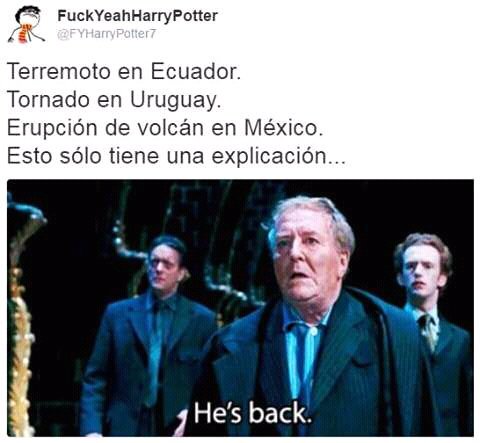 FuckYeahHarryPotter
@FYHarryPotter7
Terremoto en Ecuador.
Tornado en Uruguay.
Erupción de volcán en México.
Esto sólo tiene una explicación...
He's back.